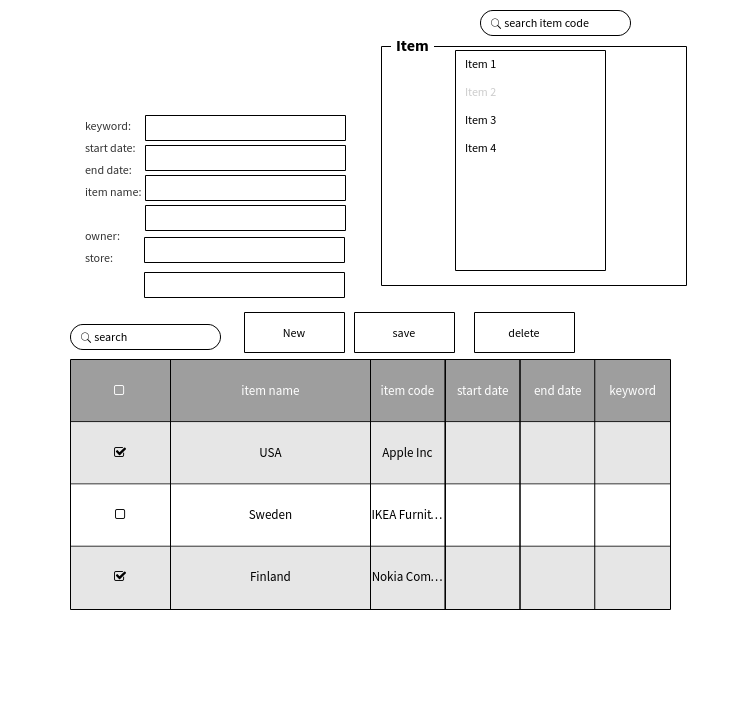 search item code
Item
Item 1
Item 2
Item 3
Item 4
keyword:
start date:
end date:
item name:
owner:
store:
search
New
save
delete
item name
item code
start date
end date
keyword
USA
Apple Inc
Sweden
IKEA Furnit...
Finland
Nokia Com...